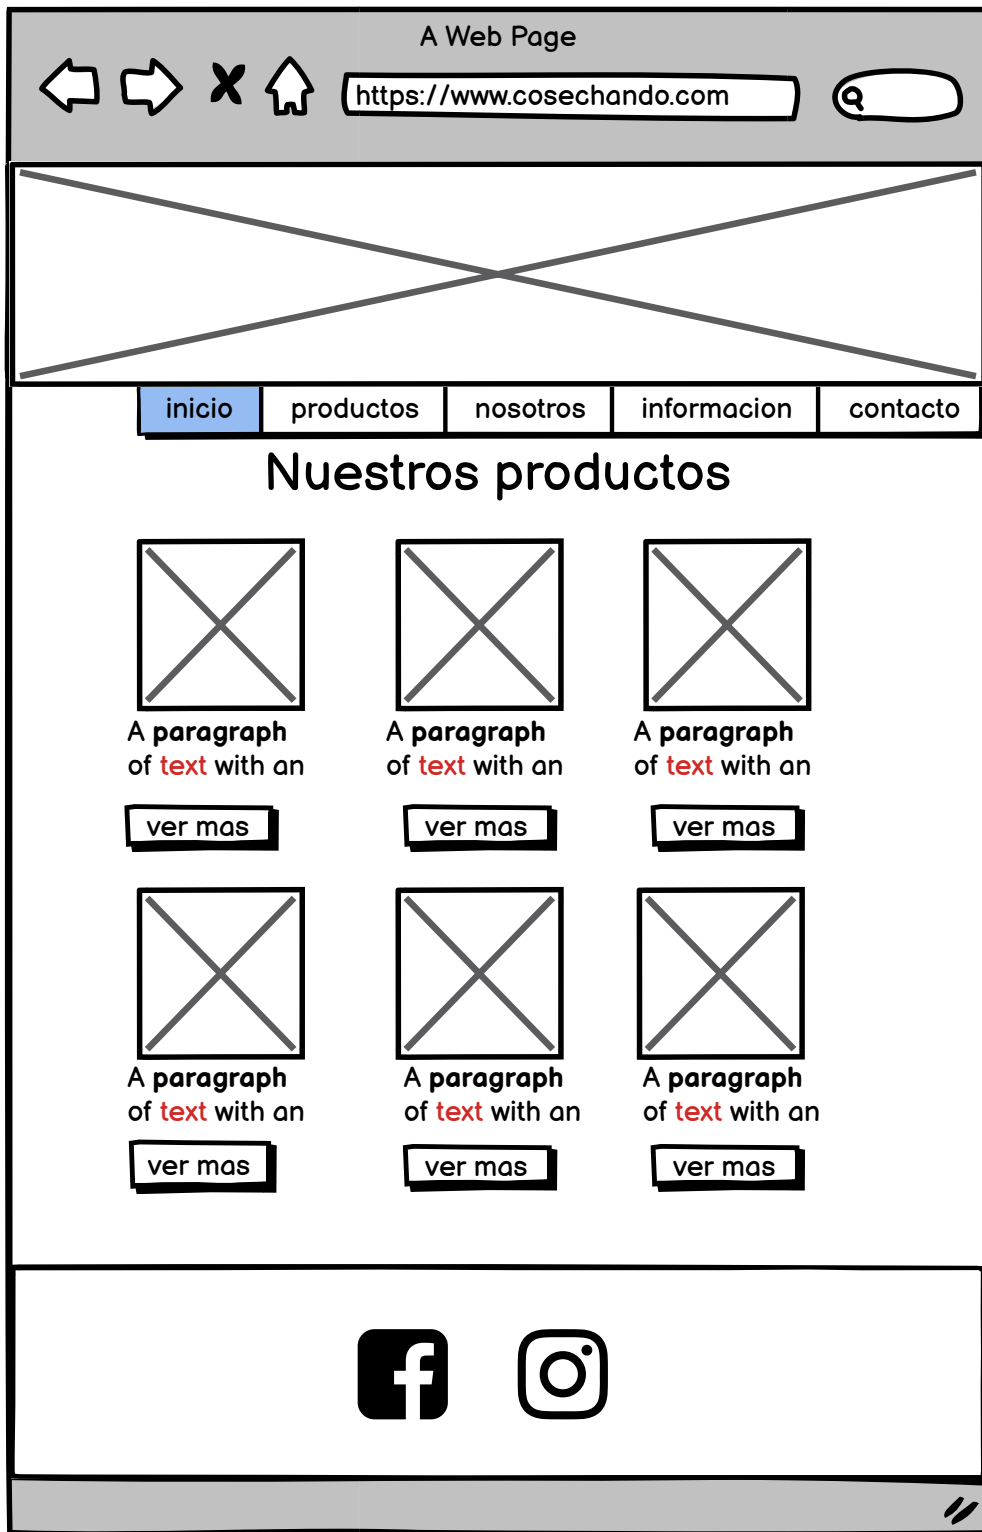 A Web Page
https://www.cosechando.com
inicio productos nosotros informacion contacto
Nuestros productos
A paragraph
of text with an
A paragraph
of text with an
A paragraph
of text with an
ver mas
ver mas
ver mas
A paragraph
of text with an
A paragraph
of text with an
A paragraph
of text with an
ver mas
ver mas
ver mas